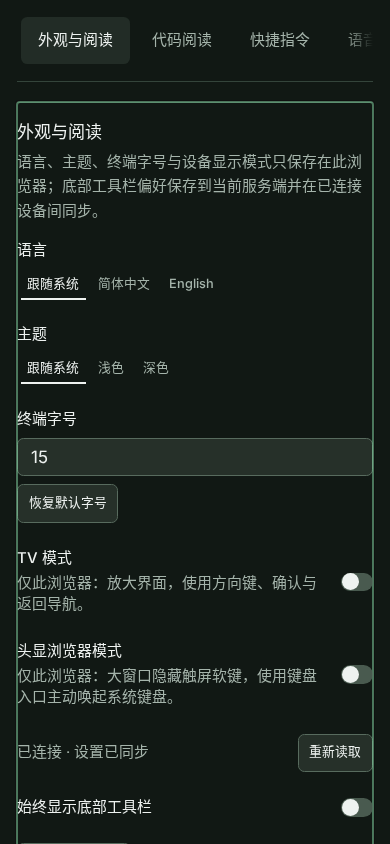 外观与阅读 代码阅读 快捷指令 语言
外观与阅读
语言、主题、终端字号与设备显示模式只保存在此浏
览器；底部工具栏偏好保存到当前服务端并在已连接
设备间同步。
语言
跟随系统 简体中文 English
主题
跟随系统 浅色 深色
终端字号
15
恢复默认字号
TV 模式
仅此浏览器：放大界面，使用方向键、确认与
返回导航。
头显浏览器模式
仅此浏览器：大窗口隐藏触屏软键，使用键盘
入口主动唤起系统键盘。
已连接 · 设置已同步 重新读取
始终显示底部工具栏